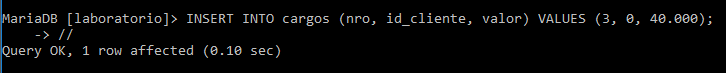 MariaDB [laboratorio]> INSERT INTO cargos (nro, id_cliente, valor) VALUES (3, 0, 40.000);
    -> //
Query OK, 1 row affected (0.10 sec)